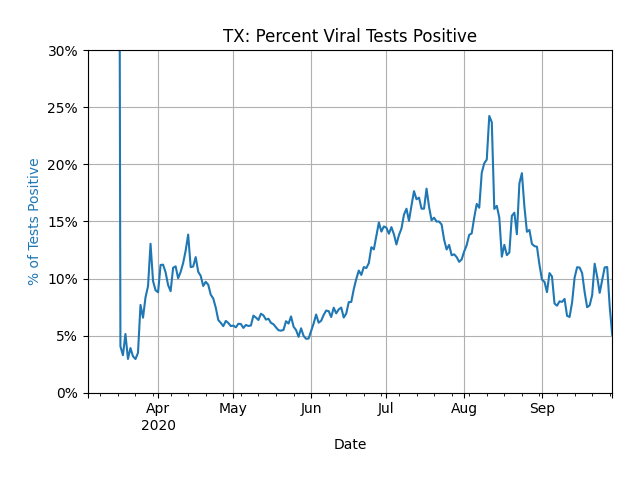 TX: Percent Viral Tests Positive
30%
25%
20%
15%
10%
5%
0%
% of Tests Positive
Apr
2020
May
Jun
Jul
Aug
Sep
Date